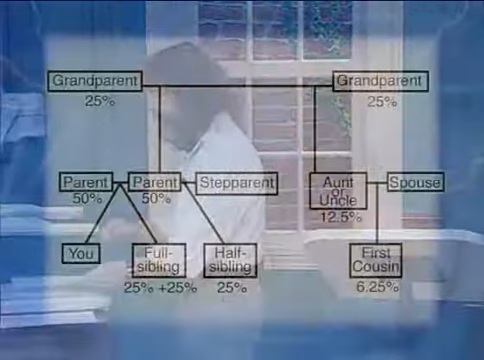 Grandparent Grandparent
25% 25%
Parent Parent Stepparent Aunt or Uncle Spouse
50% 50% 12.5%
You Full-sibling Half-sibling First Cousin
25% +25% 25% 6.25%